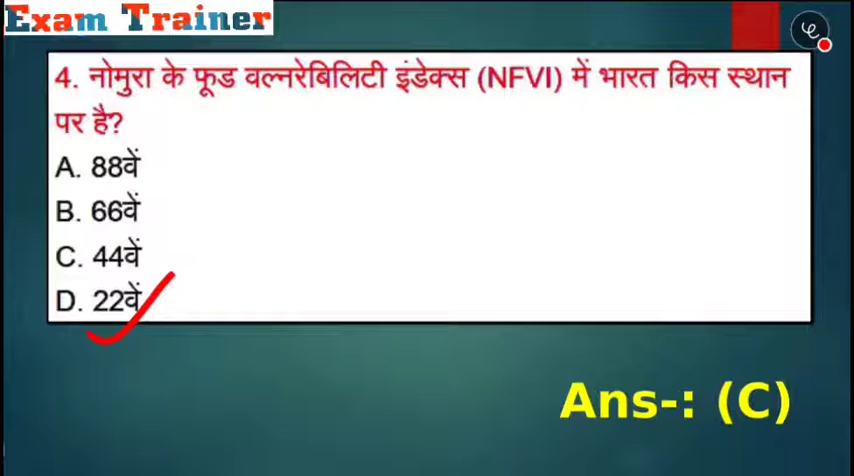 Exam Trainer
4. नोमुरा के फूड वल्नरेबिलिटी इंडेक्स (NFVI) में भारत किस स्थान
पर है?
A. 88वें
B. 66वें
C. 44वें
D. 22वें
Ans-: (C)